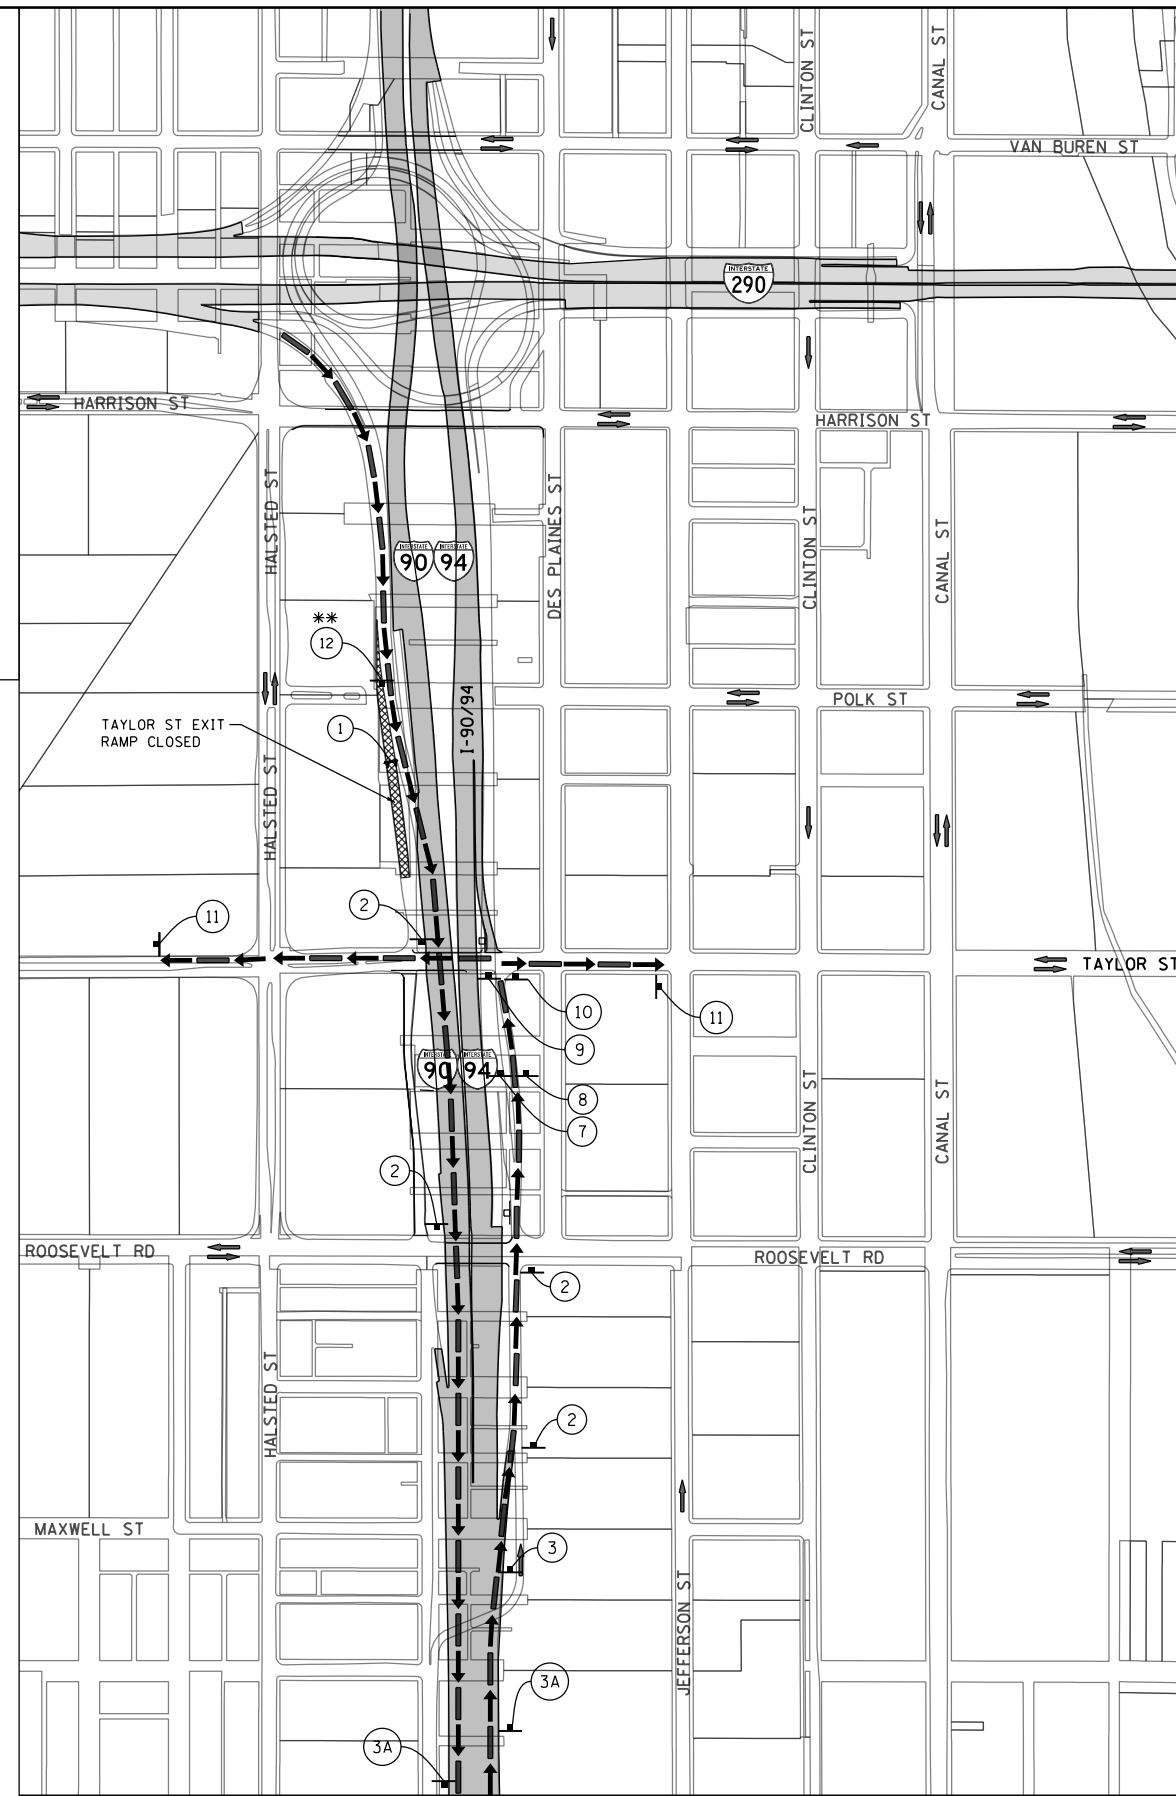 CLINTON ST
CANAL ST
VAN BUREN ST
INTERSTATE
290
HARRISON ST
HARRISON ST
HALSTED ST
DES PLAINES ST
CLINTON ST
CANAL ST
INTERSTATE
90
INTERSTATE
94
**
12
I-90/94
POLK ST
TAYLOR ST EXIT
RAMP CLOSED
1
HALSTED ST
2
11
TAYLOR ST
10
11
9
INTERSTATE
90
INTERSTATE
94
8
7
CLINTON ST
CANAL ST
2
ROOSEVELT RD
ROOSEVELT RD
2
HALSTED ST
2
MAXWELL ST
3
JEFFERSON ST
3A
3A